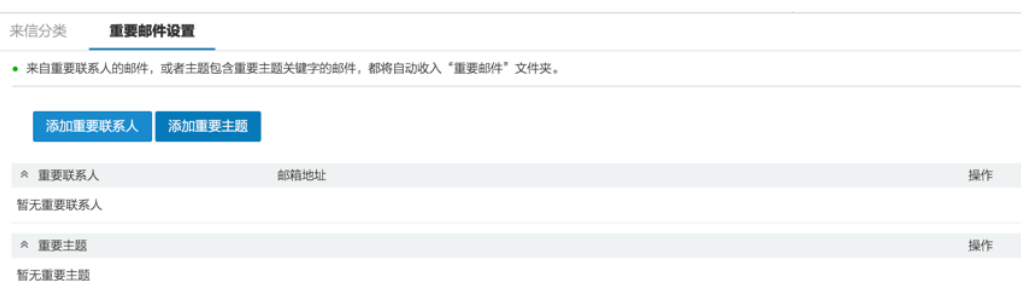 来信分类 重要邮件设置
来自重要联系人的邮件，或者主题包含重要主题关键字的邮件，都将自动收入“重要邮件”文件夹。
添加重要联系人 添加重要主题
重要联系人 邮箱地址 操作
暂无重要联系人
重要主题 操作
暂无重要主题